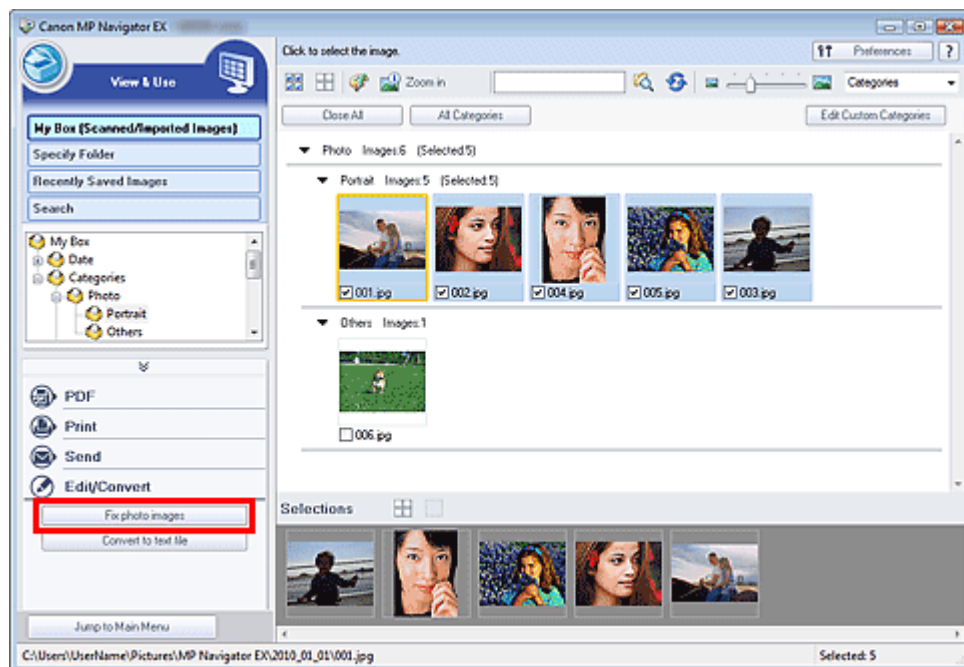 Canon MP Navigator EX
View & Use
Click to select the image.
Preferences
?
Zoom in
Categories
My Box (Scanned/Imported Images)
Specify Folder
Recently Saved Images
Search
Close All
All Categories
Edit Custom Categories
My Box
Date
Categories
Photo
Portrait
Others
Photo Images:6 (Selected:5)
Portrait Images:5 (Selected:5)
001.jpg
002.jpg
004.jpg
005.jpg
003.jpg
Others Images:1
006.jpg
PDF
Print
Send
Edit/Convert
Fix photo images
Convert to text file
Jump to Main Menu
Selections
C:\Users\UserName\Pictures\MP Navigator EX\2010_01_01\001.jpg
Selected: 5